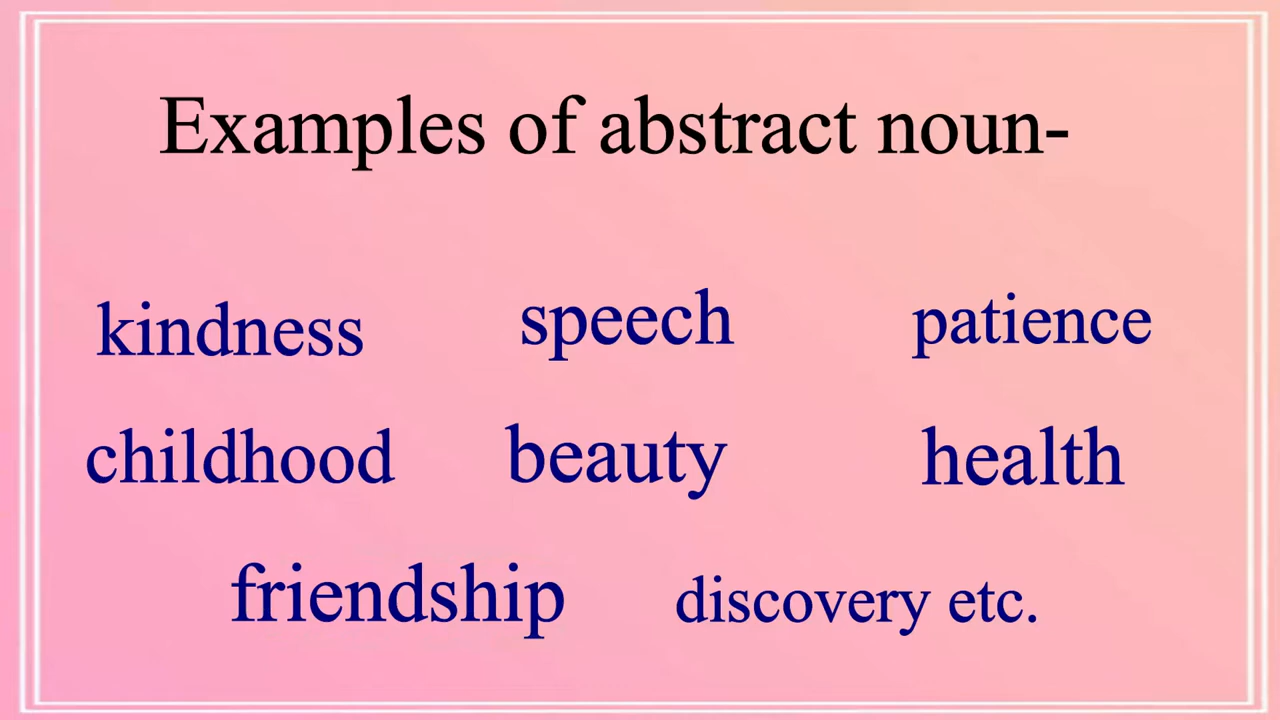 Examples of abstract noun-
kindness speech patience
childhood beauty health
friendship discovery etc.